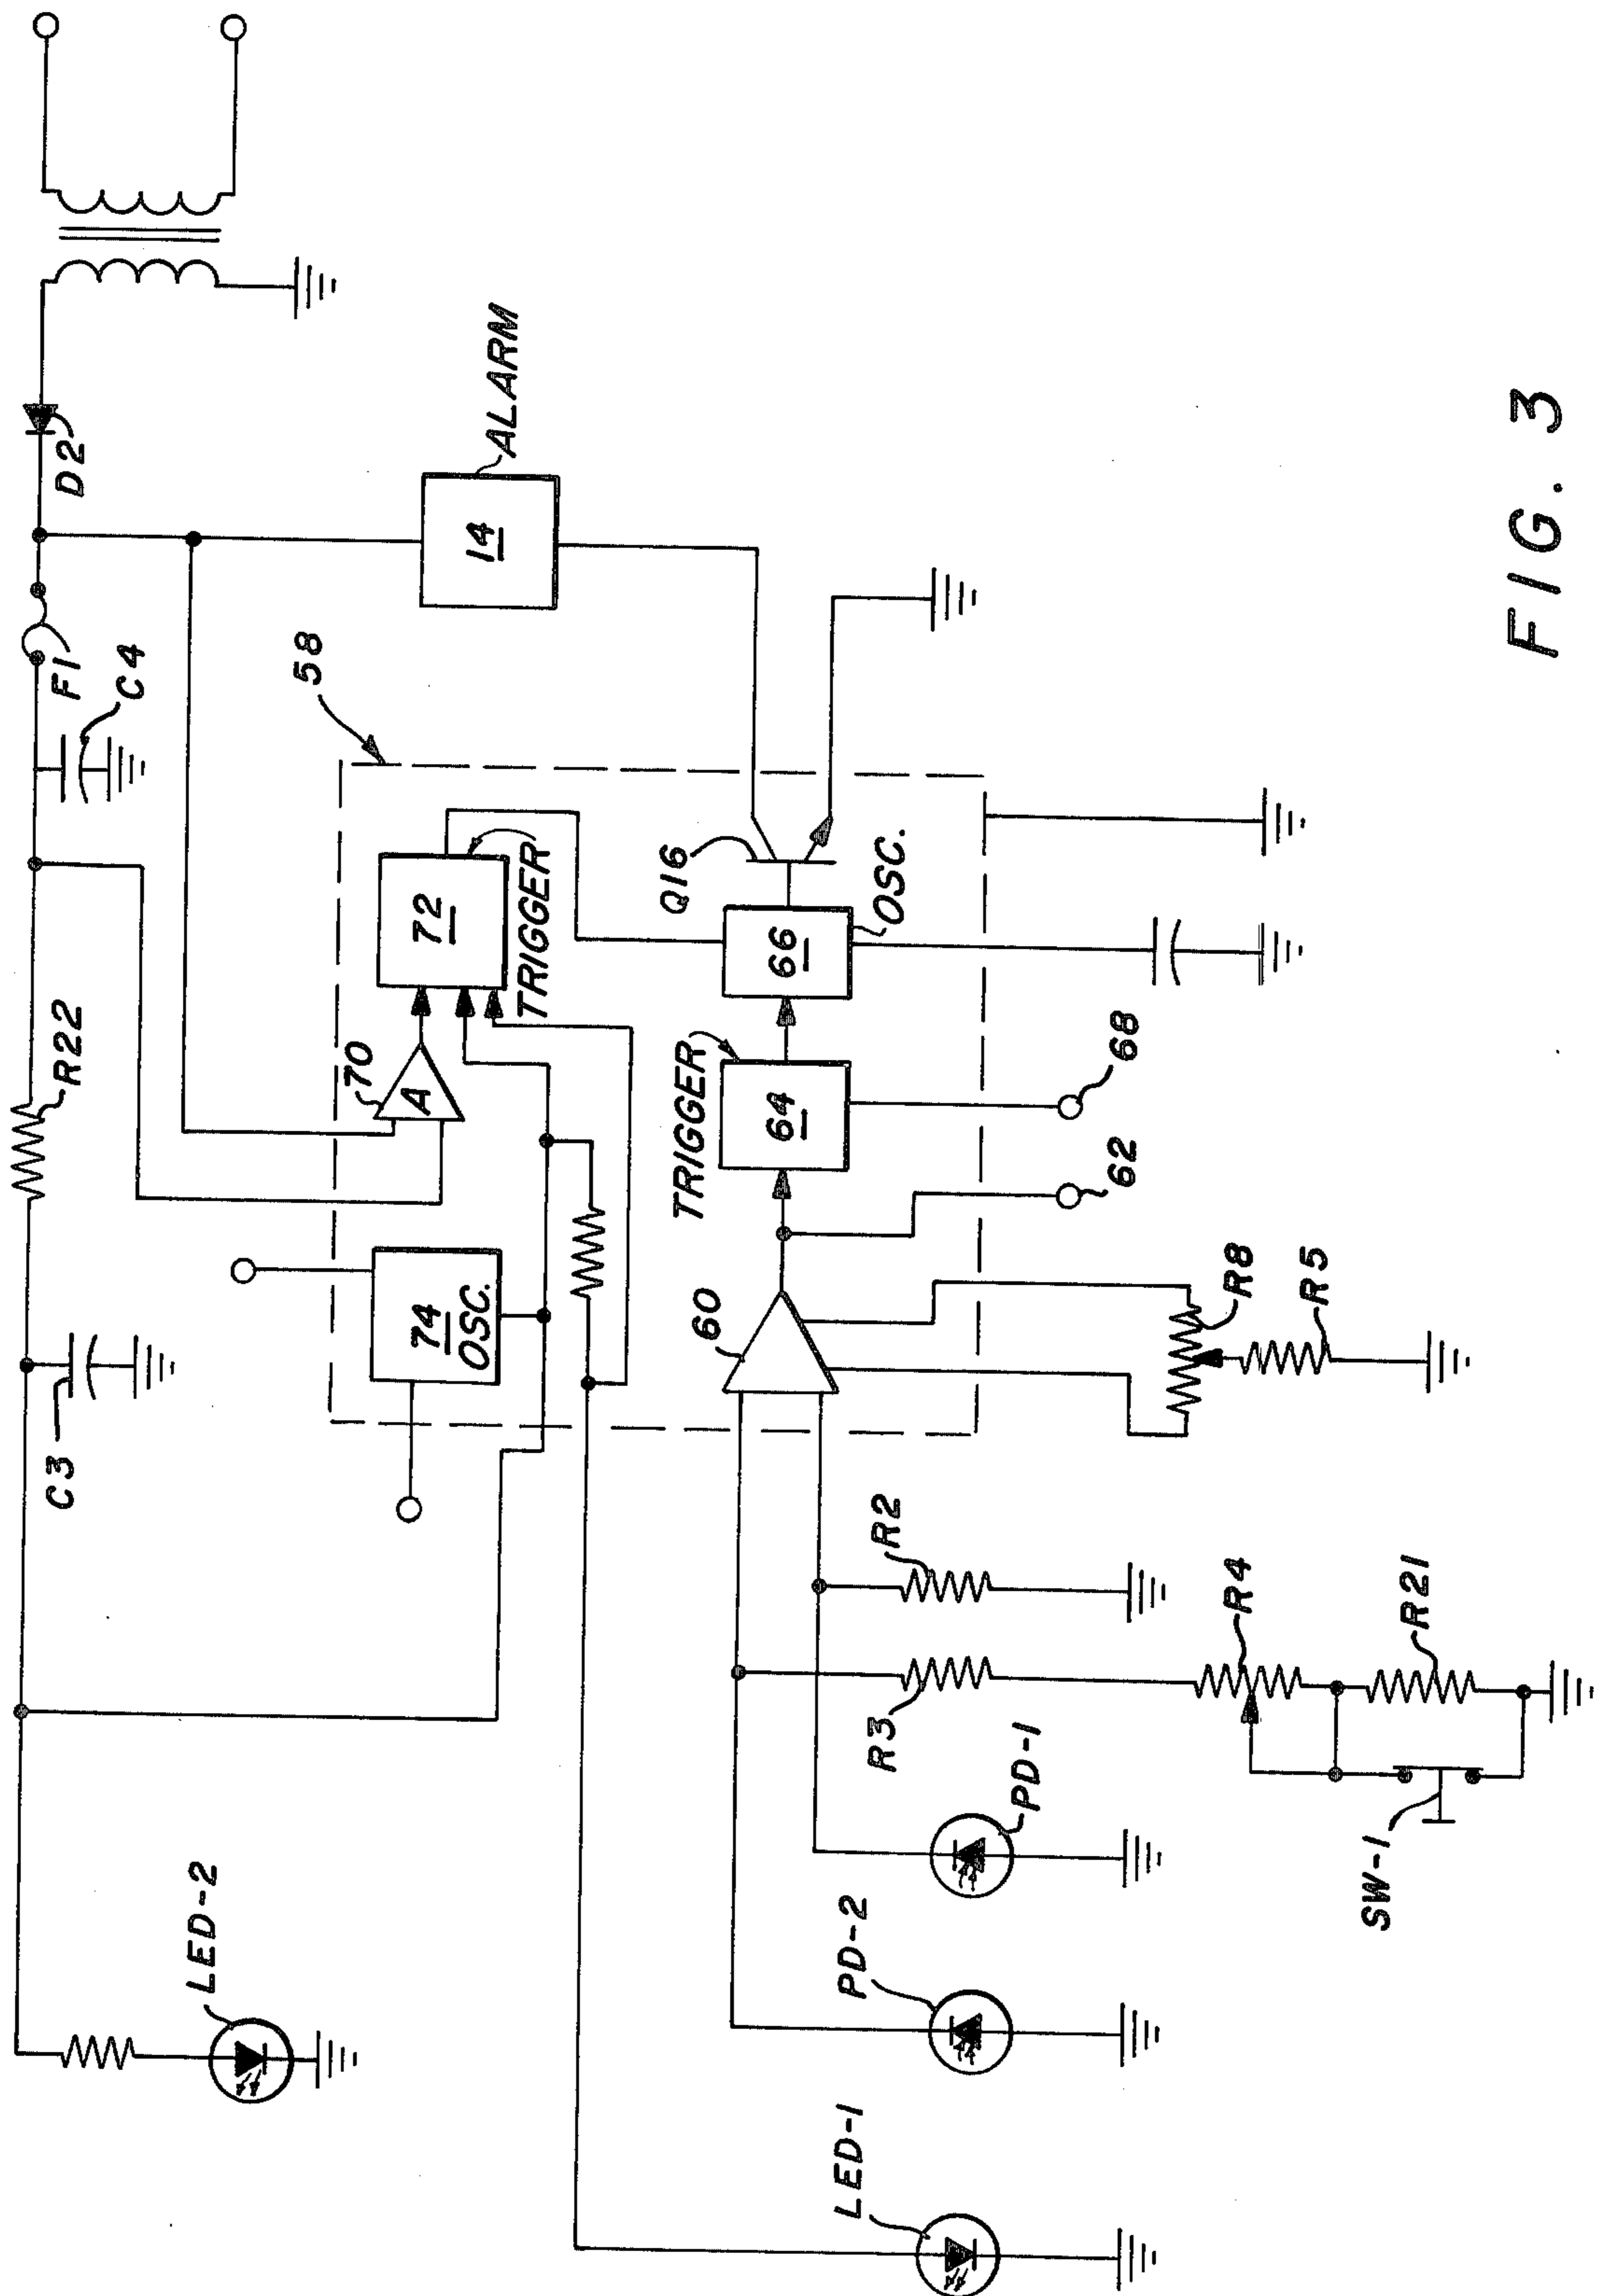 D2
F1
C4
R22
C3
LED-2
14
ALARM
58
70
A
72
TRIGGER
74
OSC.
Q16
66
OSC.
TRIGGER
64
60
68
62
R8
R5
R2
R3
R4
R21
SW-1
PD-1
PD-2
LED-1
FIG. 3